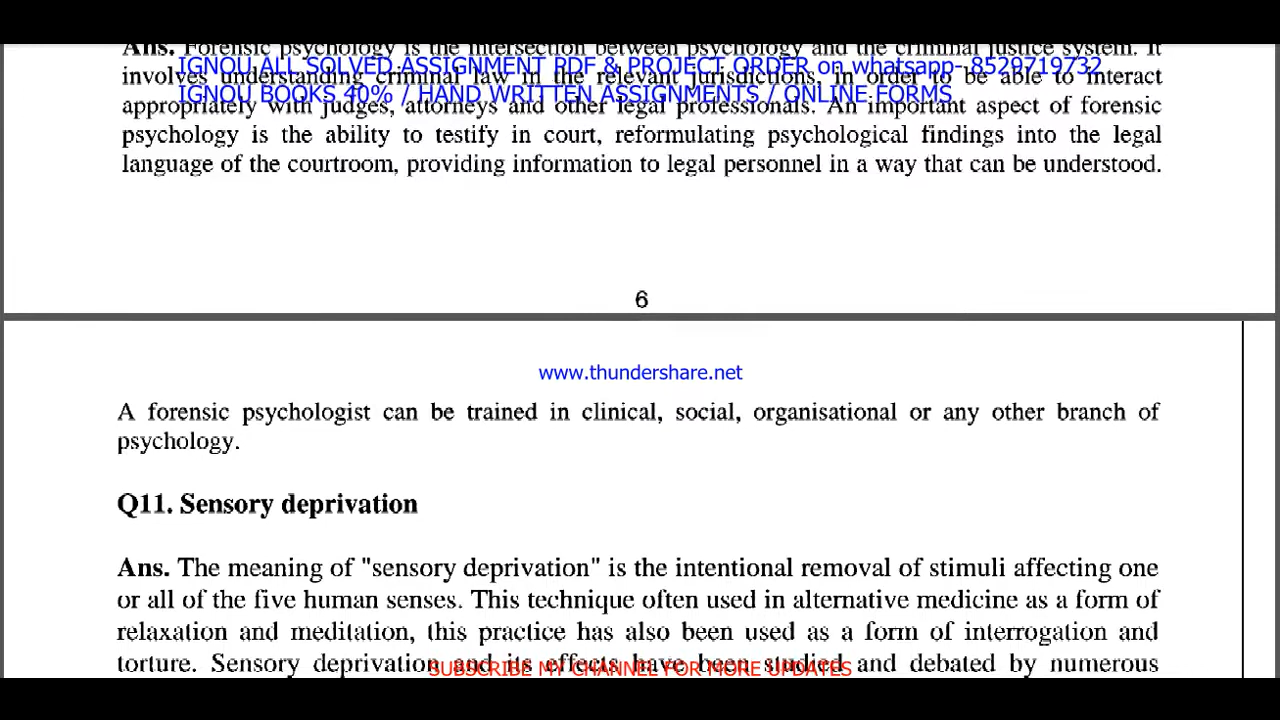 Ans. Forensic psychology is the intersection between psychology and the criminal justice system. It
IGNOU ALL SOLVED ASSIGNMENT PDF & PROJECT ORDER on whatsapp- 8529719732
involves understanding criminal law in the relevant jurisdictions, in order to be able to interact
IGNOU BOOKS 40% / HAND WRITTEN ASSIGNMENTS / ONLINE FORMS
appropriately with judges, attorneys and other legal professionals. An important aspect of forensic
psychology is the ability to testify in court, reformulating psychological findings into the legal
language of the courtroom, providing information to legal personnel in a way that can be understood.
6
www.thundershare.net
A forensic psychologist can be trained in clinical, social, organisational or any other branch of
psychology.
Q11. Sensory deprivation
Ans. The meaning of "sensory deprivation" is the intentional removal of stimuli affecting one
or all of the five human senses. This technique often used in alternative medicine as a form of
relaxation and meditation, this practice has also been used as a form of interrogation and
torture. Sensory deprivation and its effects have been studied and debated by numerous
SUBSCRIBE MY CHANNEL FOR MORE UPDATES